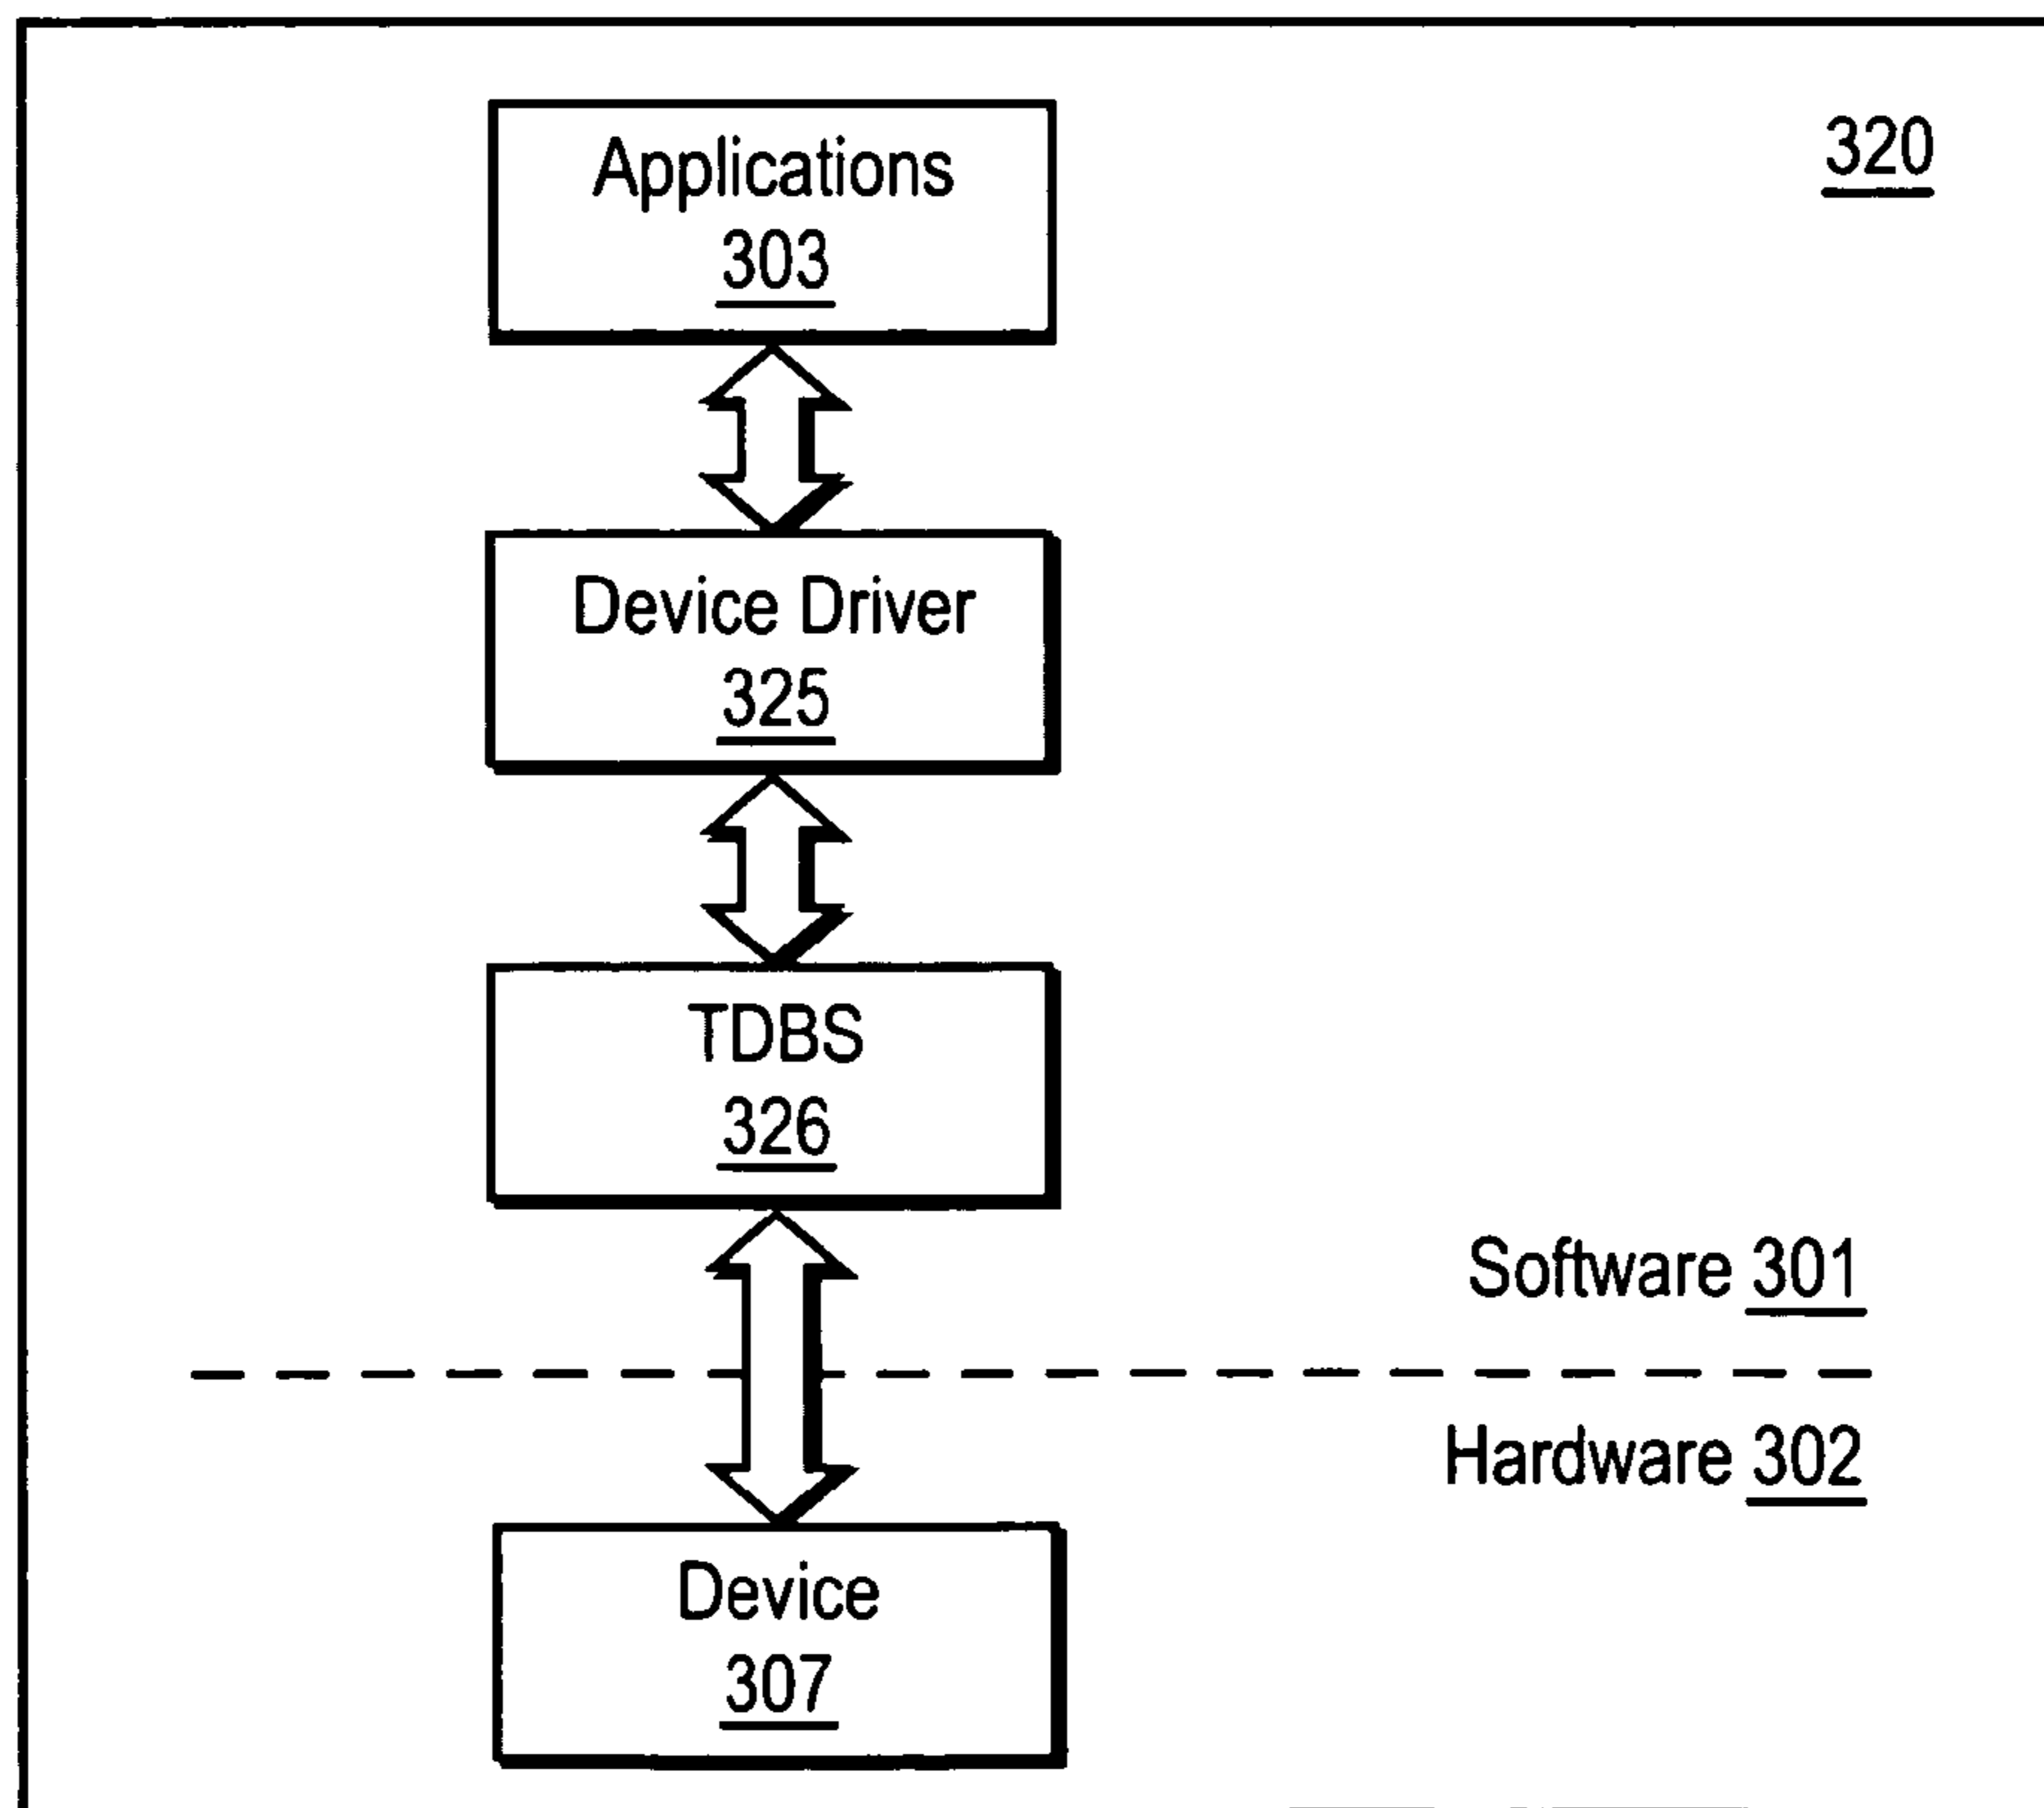 320
Applications
303
Device Driver
325
TDBS
326
Software 301
Hardware 302
Device
307